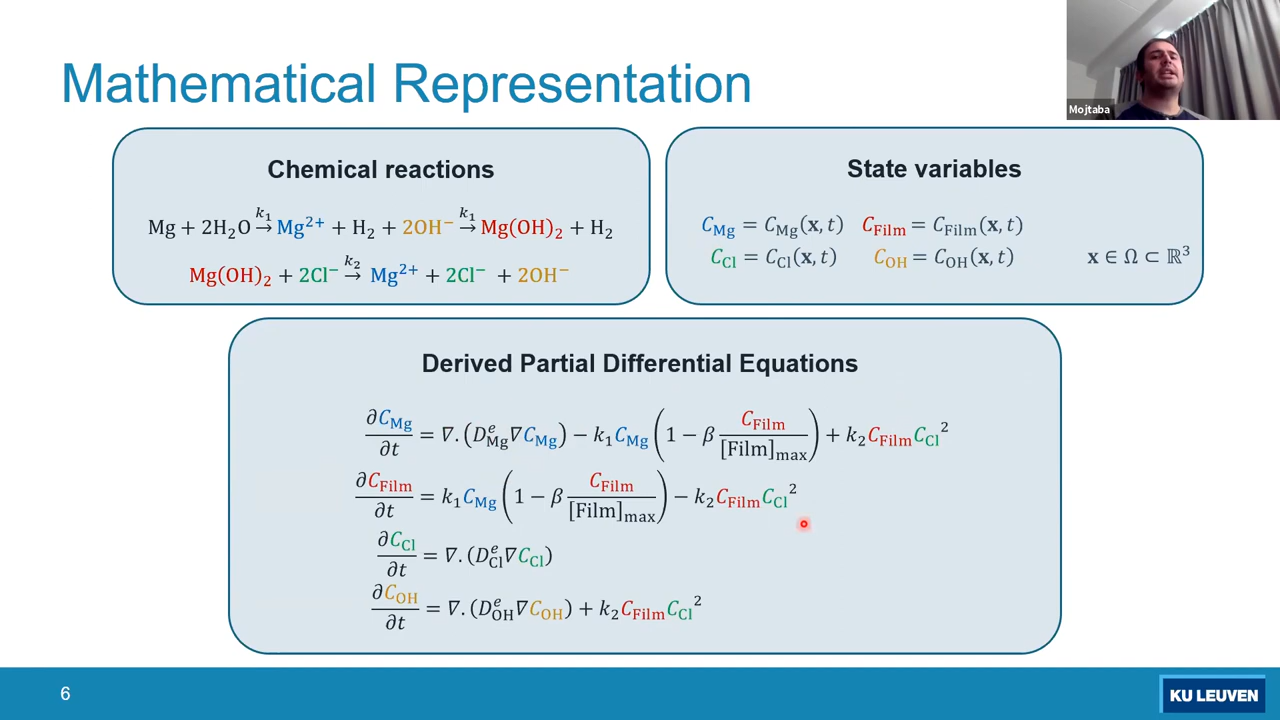 Mathematical Representation
Mojtaba
Chemical reactions
Mg + 2H₂O →(k₁) Mg²⁺ + H₂ + 2OH⁻ →(k₁) Mg(OH)₂ + H₂
Mg(OH)₂ + 2Cl⁻ →(k₂) Mg²⁺ + 2Cl⁻ + 2OH⁻
State variables
C_Mg = C_Mg(x, t) C_Film = C_Film(x, t)
C_Cl = C_Cl(x, t) C_OH = C_OH(x, t) x ∈ Ω ⊂ ℝ³
Derived Partial Differential Equations
∂C_Mg/∂t = ∇. (D^e_Mg ∇C_Mg) − k₁C_Mg (1 − β C_Film/[Film]_max) + k₂C_Film C_Cl²
∂C_Film/∂t = k₁C_Mg (1 − β C_Film/[Film]_max) − k₂C_Film C_Cl²
∂C_Cl/∂t = ∇. (D^e_Cl ∇C_Cl)
∂C_OH/∂t = ∇. (D^e_OH ∇C_OH) + k₂C_Film C_Cl²
6
KU LEUVEN